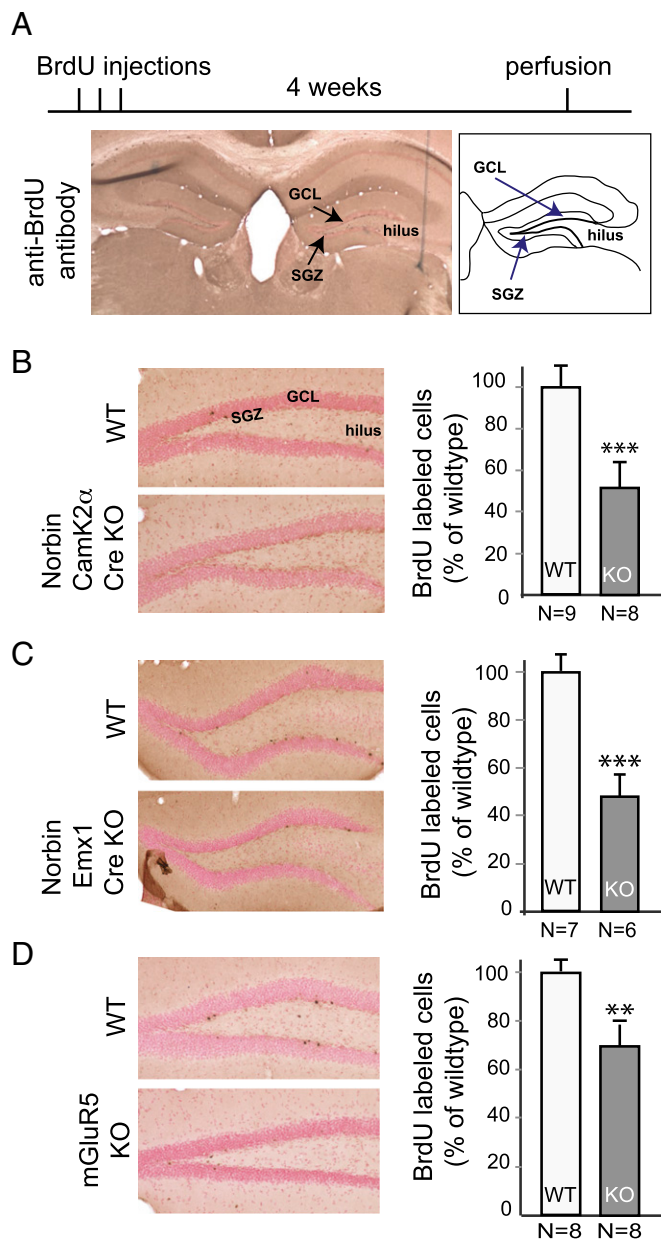 A
BrdU injections
4 weeks
perfusion
anti-BrdU
antibody
GCL
hilus
SGZ
GCL
hilus
SGZ
B
WT
GCL
SGZ
hilus
Norbin
CamK2α
Cre KO
BrdU labeled cells
(% of wildtype)
100
80
60
40
20
0
***
WT
KO
N=9
N=8
C
WT
Norbin
Emx1
Cre KO
BrdU labeled cells
(% of wildtype)
100
80
60
40
20
0
***
WT
KO
N=7
N=6
D
WT
mGluR5
KO
BrdU labeled cells
(% of wildtype)
100
80
60
40
20
0
**
WT
KO
N=8
N=8